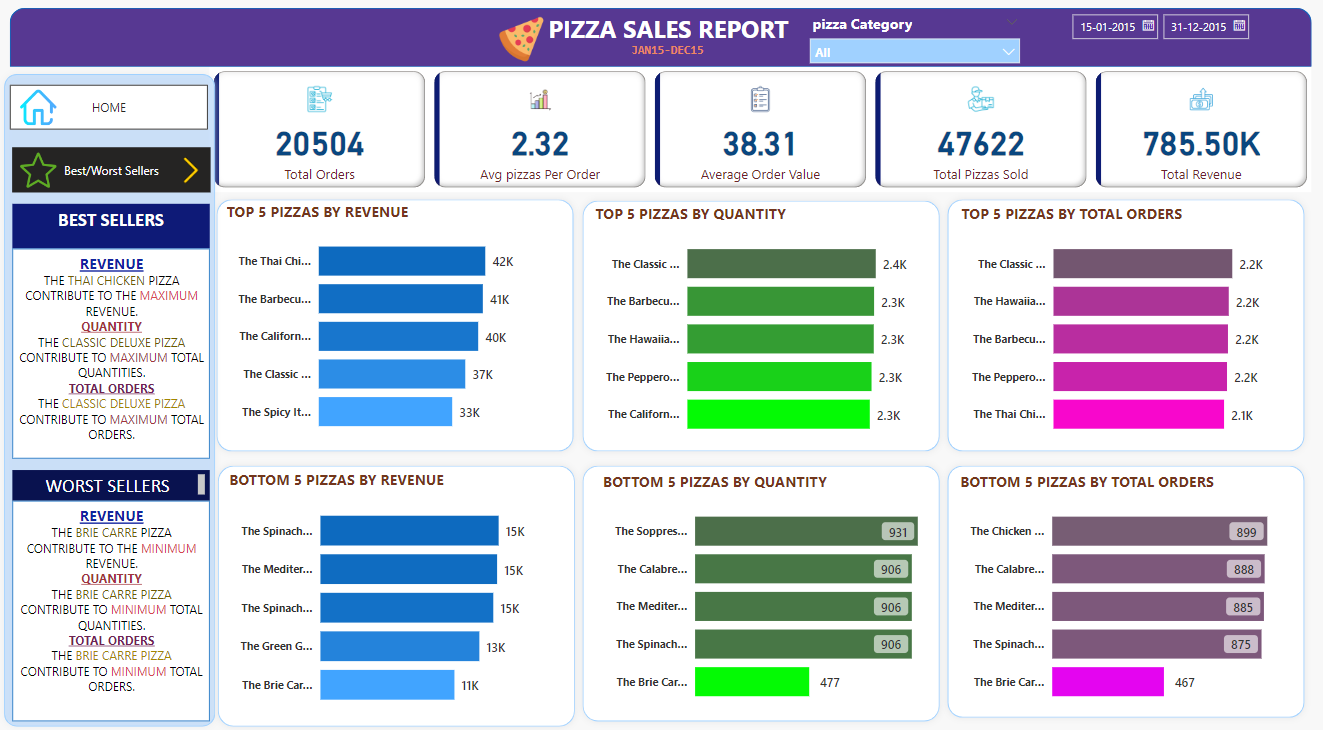 PIZZA SALES REPORT
JAN15-DEC15
pizza Category
All
15-01-2015
31-12-2015
HOME
Best/Worst Sellers
20504
Total Orders
2.32
Avg pizzas Per Order
38.31
Average Order Value
47622
Total Pizzas Sold
785.50K
Total Revenue
BEST SELLERS
REVENUE
THE THAI CHICKEN PIZZA
CONTRIBUTE TO THE MAXIMUM
REVENUE.
QUANTITY
THE CLASSIC DELUXE PIZZA
CONTRIBUTE TO MAXIMUM TOTAL
QUANTITIES.
TOTAL ORDERS
THE CLASSIC DELUXE PIZZA
CONTRIBUTE TO MAXIMUM TOTAL
ORDERS.
WORST SELLERS
REVENUE
THE BRIE CARRE PIZZA
CONTRIBUTE TO THE MINIMUM
REVENUE.
QUANTITY
THE BRIE CARRE PIZZA
CONTRIBUTE TO MINIMUM TOTAL
QUANTITIES.
TOTAL ORDERS
THE BRIE CARRE PIZZA
CONTRIBUTE TO MINIMUM TOTAL
ORDERS.
TOP 5 PIZZAS BY REVENUE
The Thai Chi... 42K
The Barbecu... 41K
The Californ... 40K
The Classic ... 37K
The Spicy It... 33K
TOP 5 PIZZAS BY QUANTITY
The Classic ... 2.4K
The Barbecu... 2.3K
The Hawaiia... 2.3K
The Peppero... 2.3K
The Californ... 2.3K
TOP 5 PIZZAS BY TOTAL ORDERS
The Classic ... 2.2K
The Hawaiia... 2.2K
The Barbecu... 2.2K
The Peppero... 2.2K
The Thai Chi... 2.1K
BOTTOM 5 PIZZAS BY REVENUE
The Spinach... 15K
The Mediter... 15K
The Spinach... 15K
The Green G... 13K
The Brie Car... 11K
BOTTOM 5 PIZZAS BY QUANTITY
The Soppres... 931
The Calabre... 906
The Mediter... 906
The Spinach... 906
The Brie Car... 477
BOTTOM 5 PIZZAS BY TOTAL ORDERS
The Chicken ... 899
The Calabre... 888
The Mediter... 885
The Spinach... 875
The Brie Car... 467